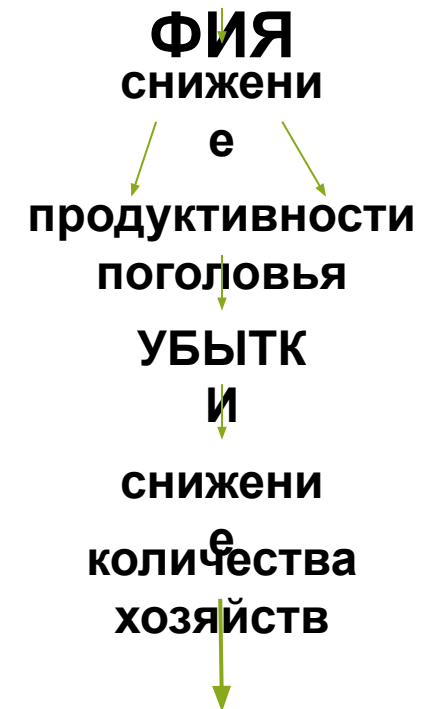 ФИЯ
снижени
е
продуктивности
поголовья
УБЫТК
И
снижени
е
количества
хозяйств